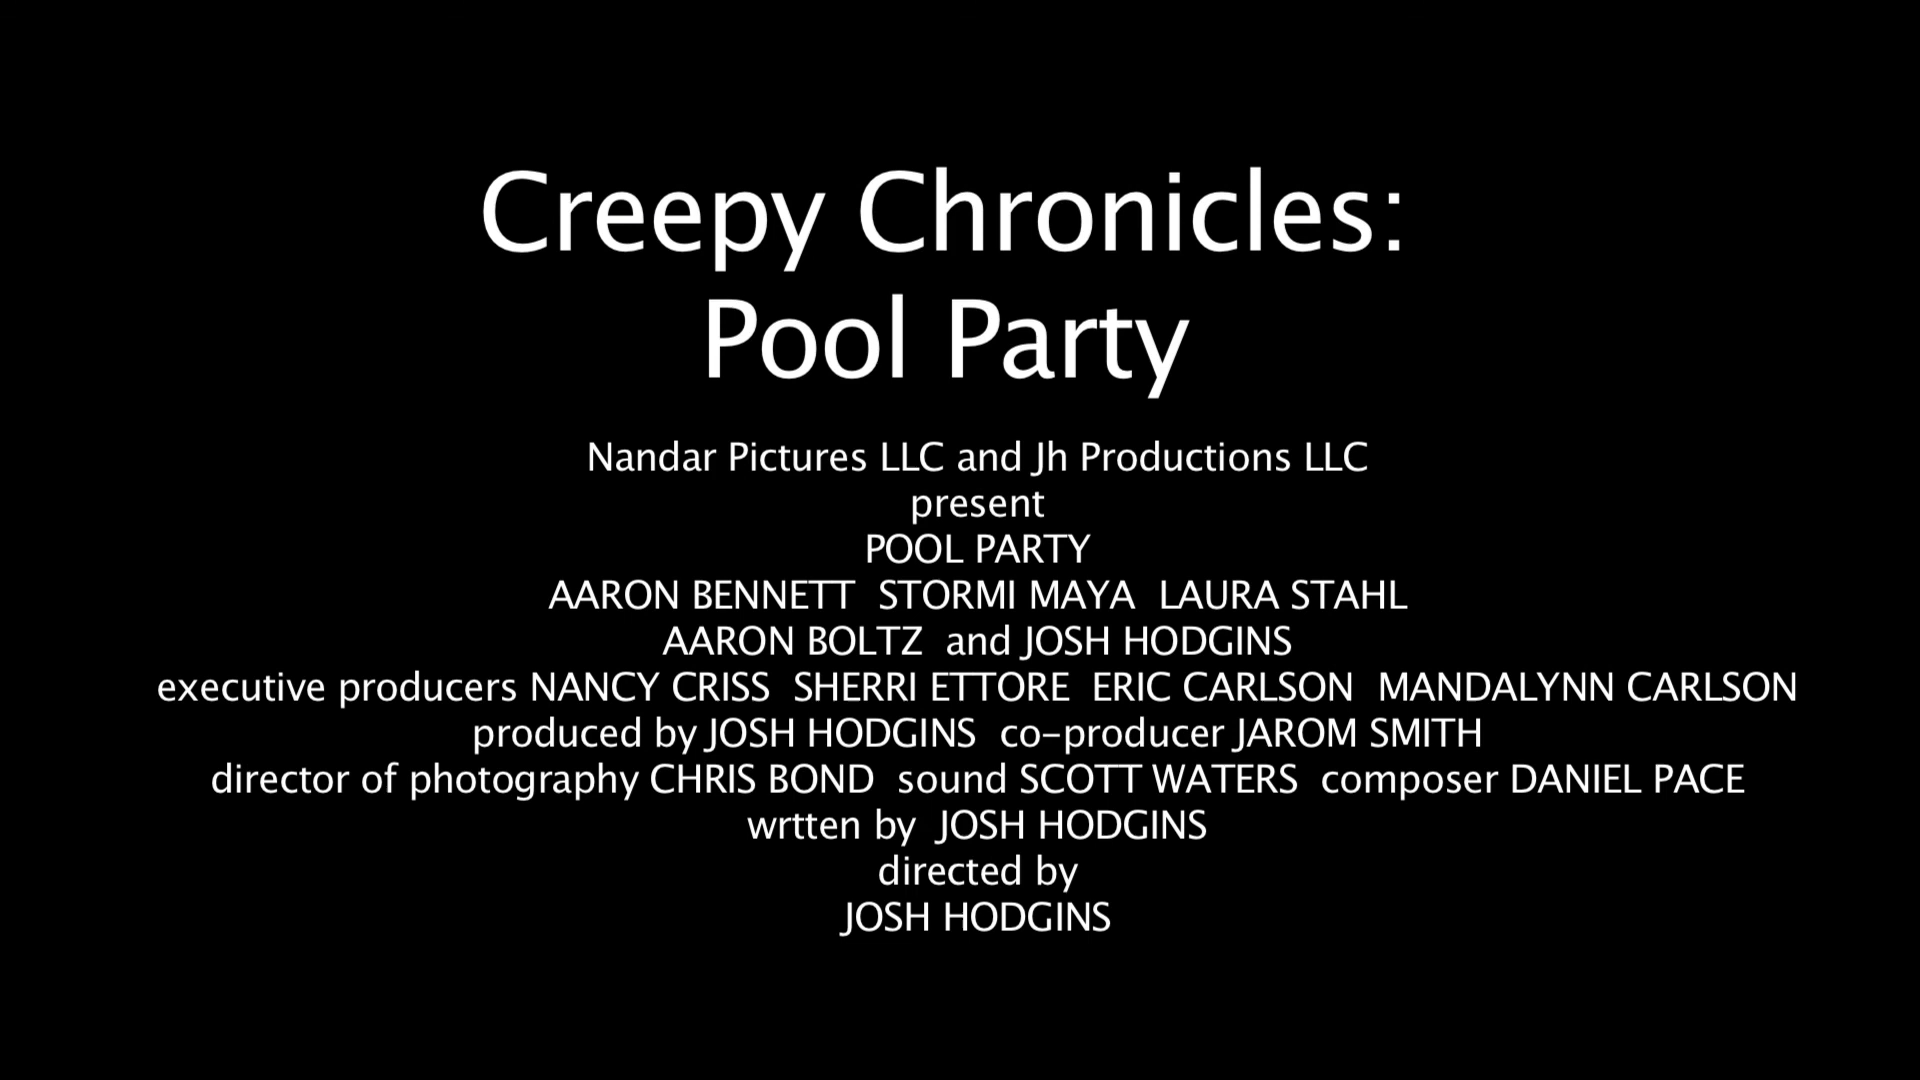 Creepy Chronicles:
Pool Party
Nandar Pictures LLC and Jh Productions LLC
present
POOL PARTY
AARON BENNETT  STORMI MAYA  LAURA STAHL
AARON BOLTZ  and JOSH HODGINS
executive producers NANCY CRISS  SHERRI ETTORE  ERIC CARLSON  MANDALYNN CARLSON
produced by JOSH HODGINS  co-producer JAROM SMITH
director of photography CHRIS BOND  sound SCOTT WATERS  composer DANIEL PACE
wrtten by  JOSH HODGINS
directed by
JOSH HODGINS